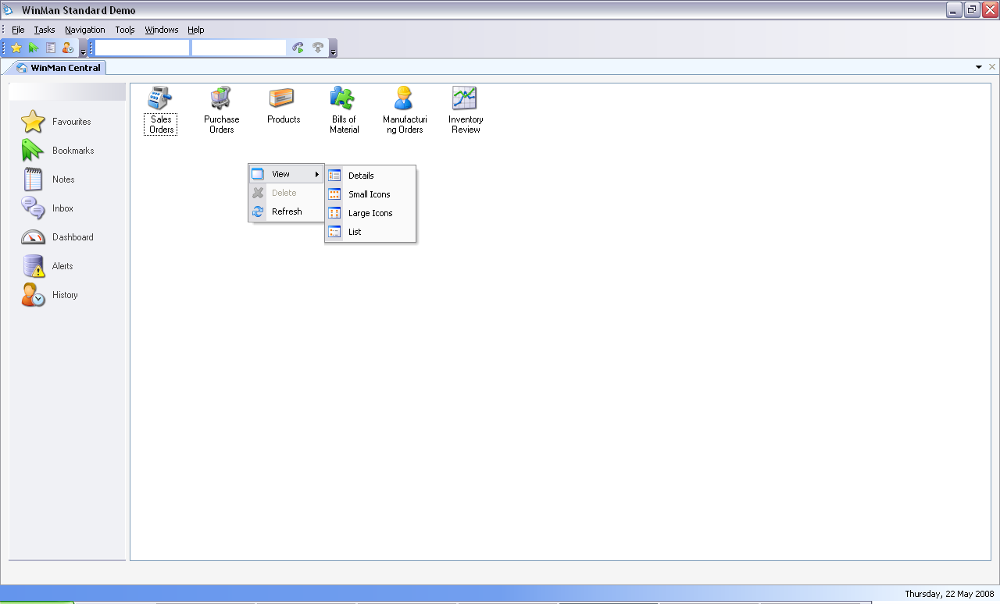 WinMan Standard Demo
File Tasks Navigation Tools Windows Help
WinMan Central
Favourites
Bookmarks
Notes
Inbox
Dashboard
Alerts
History
Sales
Orders
Purchase
Orders
Products
Bills of
Material
Manufacturi
ng Orders
Inventory
Review
View
Delete
Refresh
Details
Small Icons
Large Icons
List
Thursday, 22 May 2008